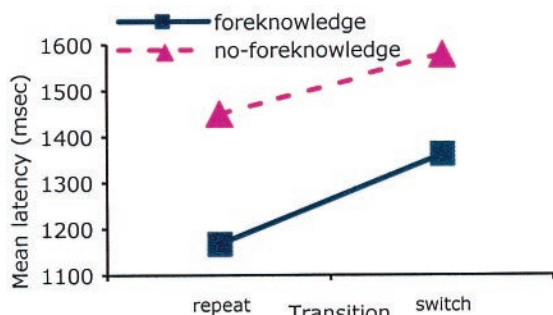 foreknowledge
no-foreknowledge
Mean latency (msec)
1600
1500
1400
1300
1200
1100
repeat
Transition
switch